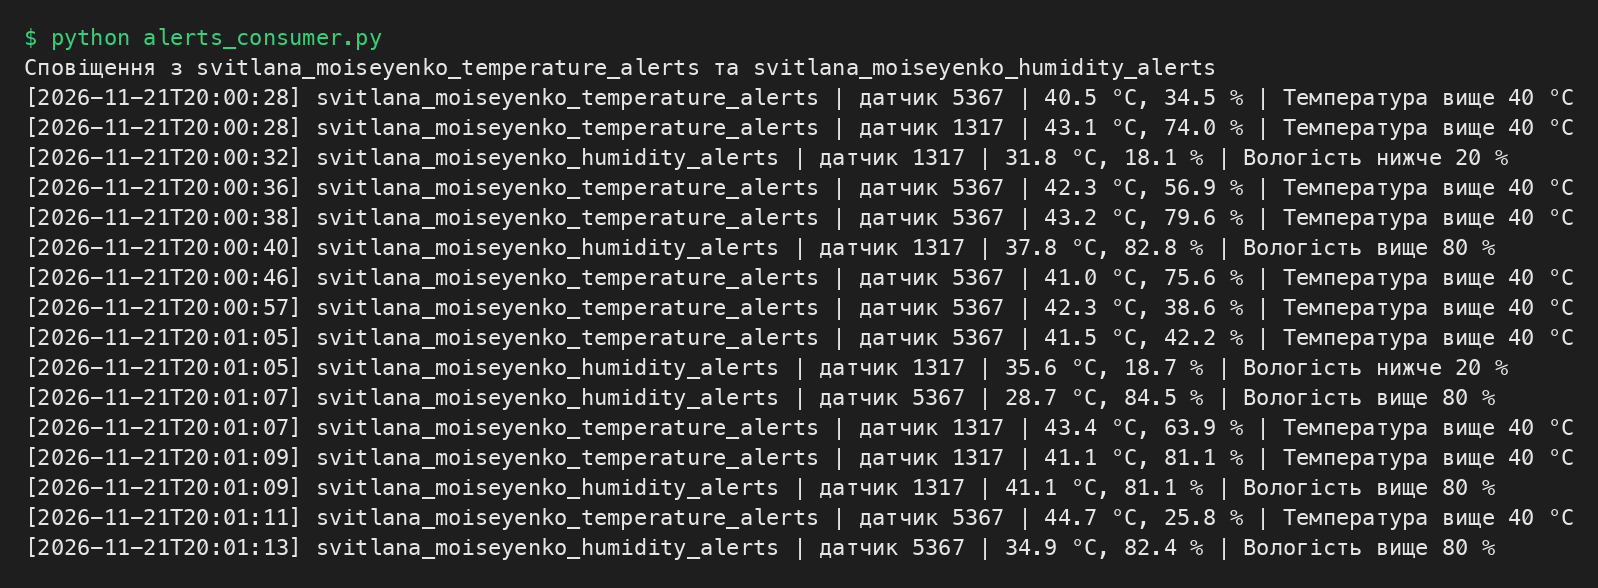 $ python alerts_consumer.py
Сповіщення з svitlana_moiseyenko_temperature_alerts та svitlana_moiseyenko_humidity_alerts
[2026-11-21T20:00:28] svitlana_moiseyenko_temperature_alerts | датчик 5367 | 40.5 °C, 34.5 % | Температура вище 40 °C
[2026-11-21T20:00:28] svitlana_moiseyenko_temperature_alerts | датчик 1317 | 43.1 °C, 74.0 % | Температура вище 40 °C
[2026-11-21T20:00:32] svitlana_moiseyenko_humidity_alerts | датчик 1317 | 31.8 °C, 18.1 % | Вологість нижче 20 %
[2026-11-21T20:00:36] svitlana_moiseyenko_temperature_alerts | датчик 5367 | 42.3 °C, 56.9 % | Температура вище 40 °C
[2026-11-21T20:00:38] svitlana_moiseyenko_temperature_alerts | датчик 5367 | 43.2 °C, 79.6 % | Температура вище 40 °C
[2026-11-21T20:00:40] svitlana_moiseyenko_humidity_alerts | датчик 1317 | 37.8 °C, 82.8 % | Вологість вище 80 %
[2026-11-21T20:00:46] svitlana_moiseyenko_temperature_alerts | датчик 5367 | 41.0 °C, 75.6 % | Температура вище 40 °C
[2026-11-21T20:00:57] svitlana_moiseyenko_temperature_alerts | датчик 5367 | 42.3 °C, 38.6 % | Температура вище 40 °C
[2026-11-21T20:01:05] svitlana_moiseyenko_temperature_alerts | датчик 5367 | 41.5 °C, 42.2 % | Температура вище 40 °C
[2026-11-21T20:01:05] svitlana_moiseyenko_humidity_alerts | датчик 1317 | 35.6 °C, 18.7 % | Вологість нижче 20 %
[2026-11-21T20:01:07] svitlana_moiseyenko_humidity_alerts | датчик 5367 | 28.7 °C, 84.5 % | Вологість вище 80 %
[2026-11-21T20:01:07] svitlana_moiseyenko_temperature_alerts | датчик 1317 | 43.4 °C, 63.9 % | Температура вище 40 °C
[2026-11-21T20:01:09] svitlana_moiseyenko_temperature_alerts | датчик 1317 | 41.1 °C, 81.1 % | Температура вище 40 °C
[2026-11-21T20:01:09] svitlana_moiseyenko_humidity_alerts | датчик 1317 | 41.1 °C, 81.1 % | Вологість вище 80 %
[2026-11-21T20:01:11] svitlana_moiseyenko_temperature_alerts | датчик 5367 | 44.7 °C, 25.8 % | Температура вище 40 °C
[2026-11-21T20:01:13] svitlana_moiseyenko_humidity_alerts | датчик 5367 | 34.9 °C, 82.4 % | Вологість вище 80 %